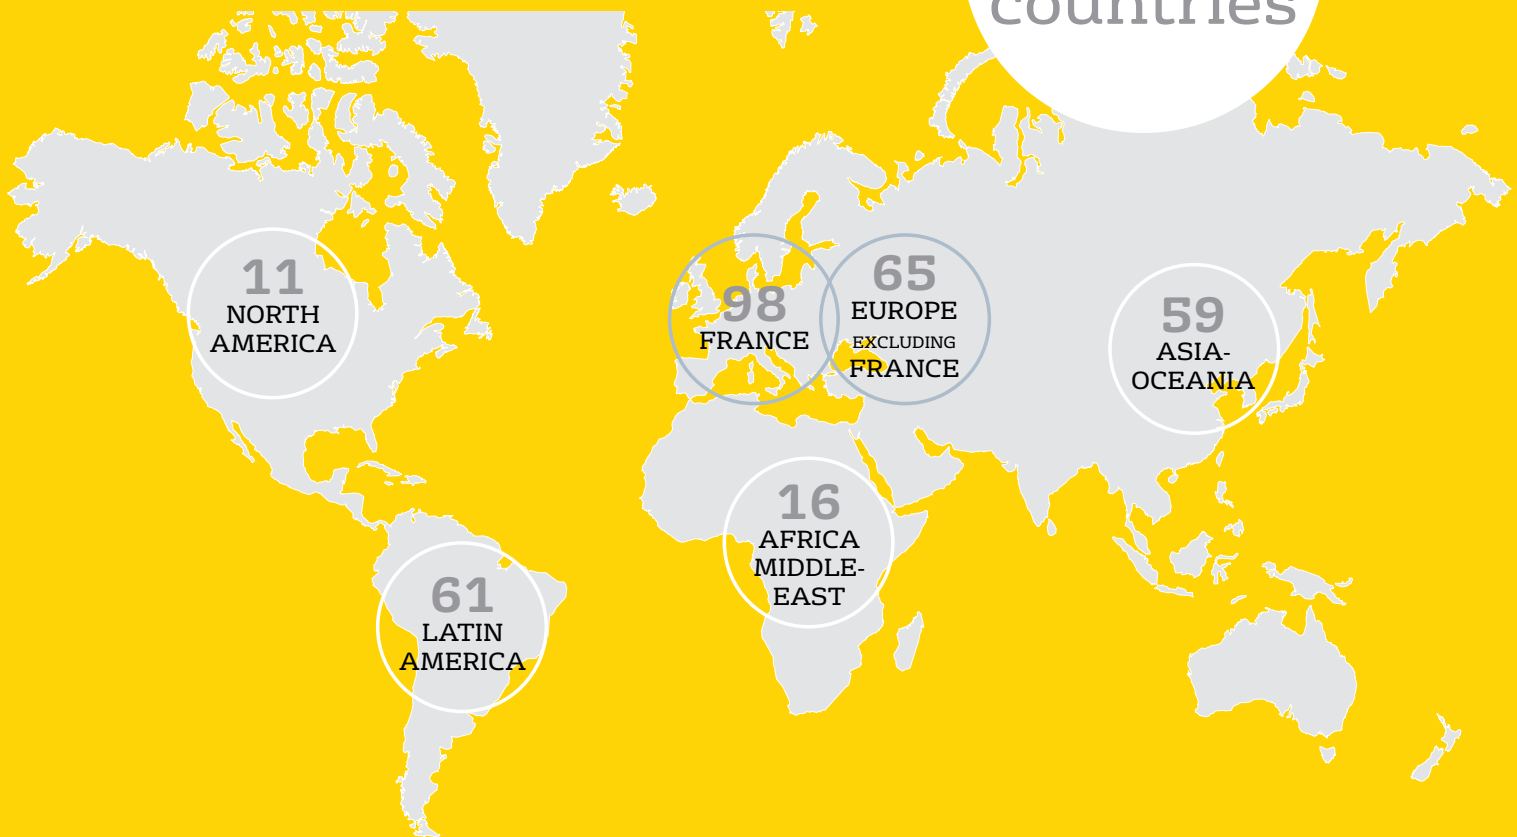 countries
11
NORTH
AMERICA
98
FRANCE
65
EUROPE
EXCLUDING
FRANCE
59
ASIA-
OCEANIA
16
AFRICA
MIDDLE-
EAST
61
LATIN
AMERICA